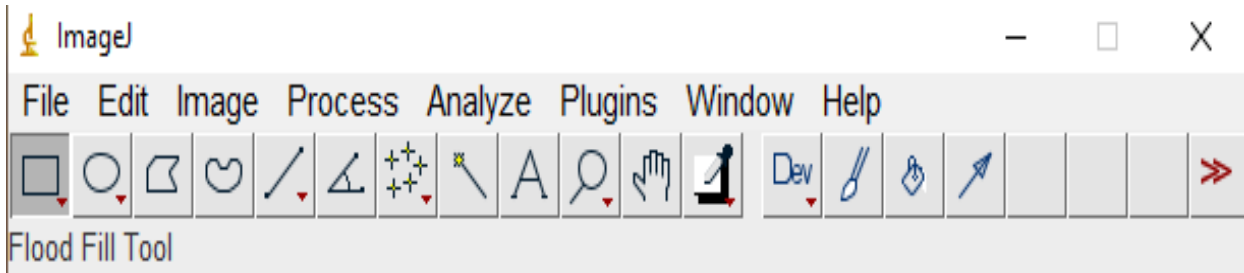 ImageJ
File Edit Image Process Analyze Plugins Window Help
A Dev
Flood Fill Tool